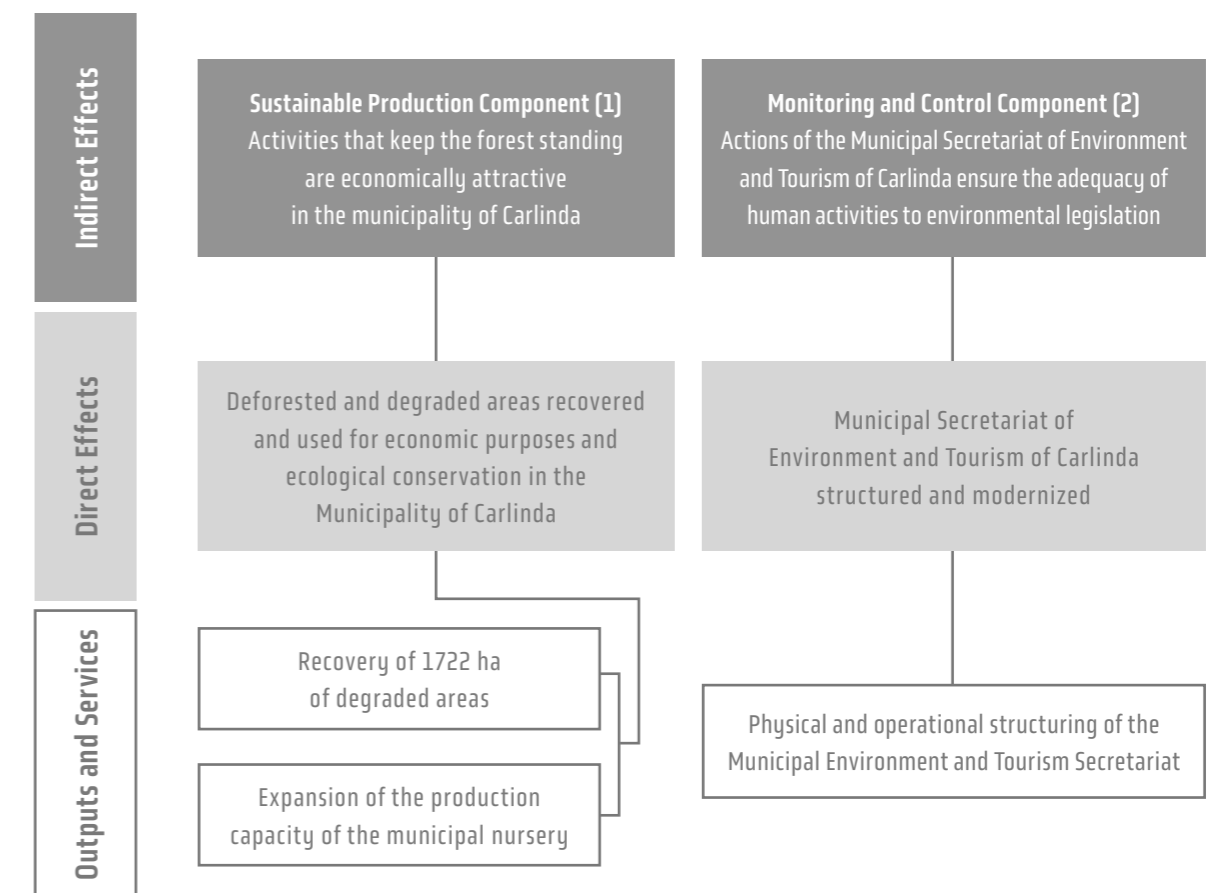 Indirect Effects
Sustainable Production Component (1)
Activities that keep the forest standing
are economically attractive
in the municipality of Carlinda
Monitoring and Control Component (2)
Actions of the Municipal Secretariat of Environment
and Tourism of Carlinda ensure the adequacy of
human activities to environmental legislation
Direct Effects
Deforested and degraded areas recovered
and used for economic purposes and
ecological conservation in the
Municipality of Carlinda
Municipal Secretariat of
Environment and Tourism of Carlinda
structured and modernized
Outputs and Services
Recovery of 1722 ha
of degraded areas
Expansion of the production
capacity of the municipal nursery
Physical and operational structuring of the
Municipal Environment and Tourism Secretariat